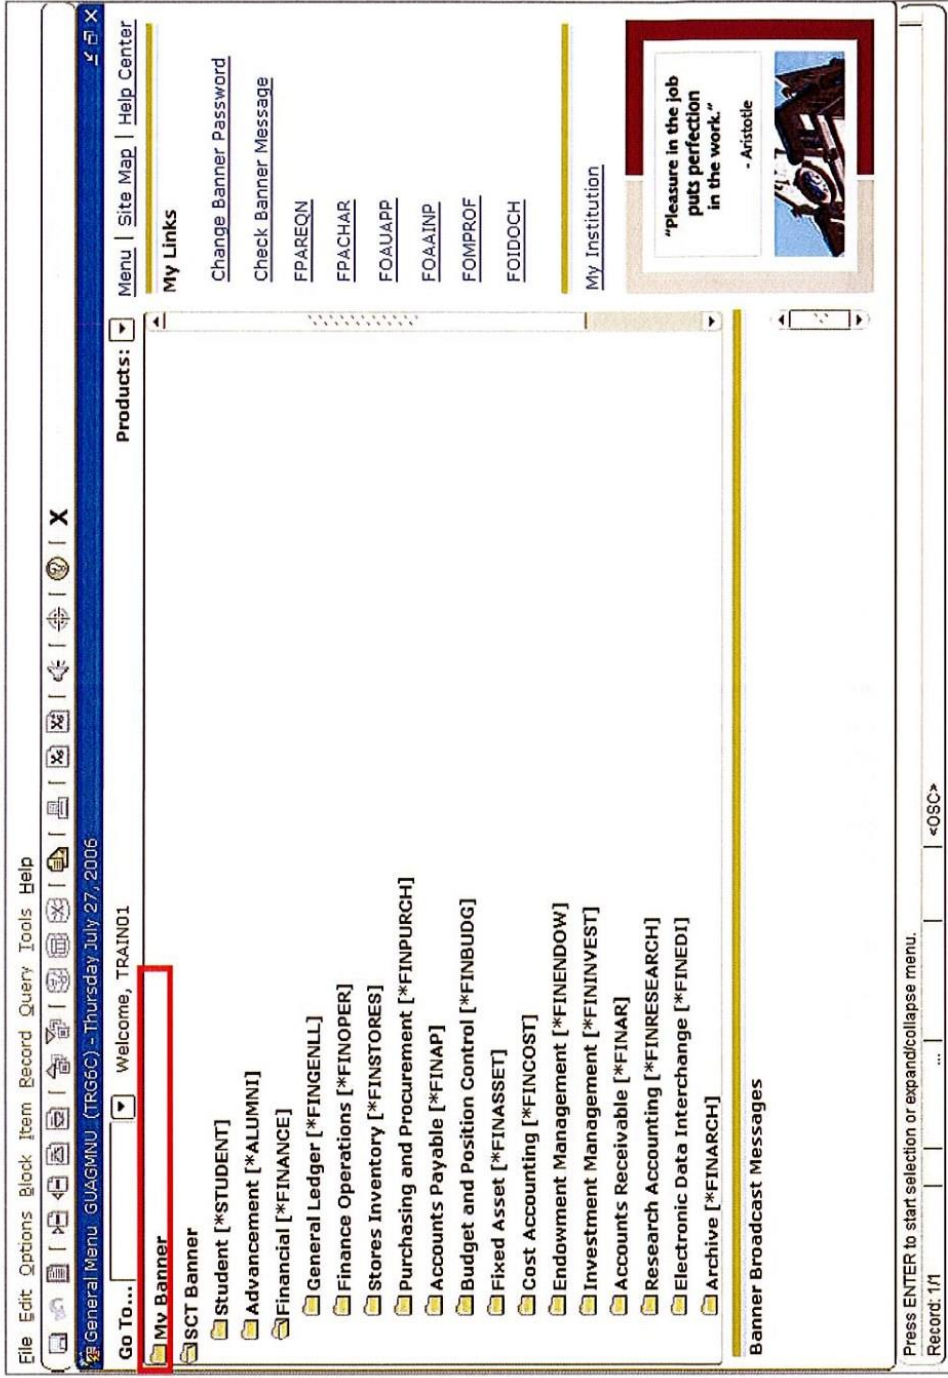 File Edit Options Block Item Record Query Tools Help
General Menu GUAGMNU (TRG6C) - Thursday July 27, 2006
Go To... Welcome, TRAIN01 Products: Menu | Site Map | Help Center
My Banner
SCT Banner
Student [*STUDENT]
Advancement [*ALUMNI]
Financial [*FINANCE]
General Ledger [*FINGENLL]
Finance Operations [*FINOPER]
Stores Inventory [*FINSTORES]
Purchasing and Procurement [*FINPURCH]
Accounts Payable [*FINAP]
Budget and Position Control [*FINBUDG]
Fixed Asset [*FINASSET]
Cost Accounting [*FINCOST]
Endowment Management [*FINENDOW]
Investment Management [*FININVEST]
Accounts Receivable [*FINAR]
Research Accounting [*FINRESEARCH]
Electronic Data Interchange [*FINEDI]
Archive [*FINARCH]
My Links
Change Banner Password
Check Banner Message
FPAREQN
FPACHAR
FOAUAPP
FOAAINP
FOMPROF
FOIDOCH
My Institution
"Pleasure in the job
puts perfection
in the work."
- Aristotle
Banner Broadcast Messages
Press ENTER to start selection or expand/collapse menu.
Record: 1/1 ... <OSC>